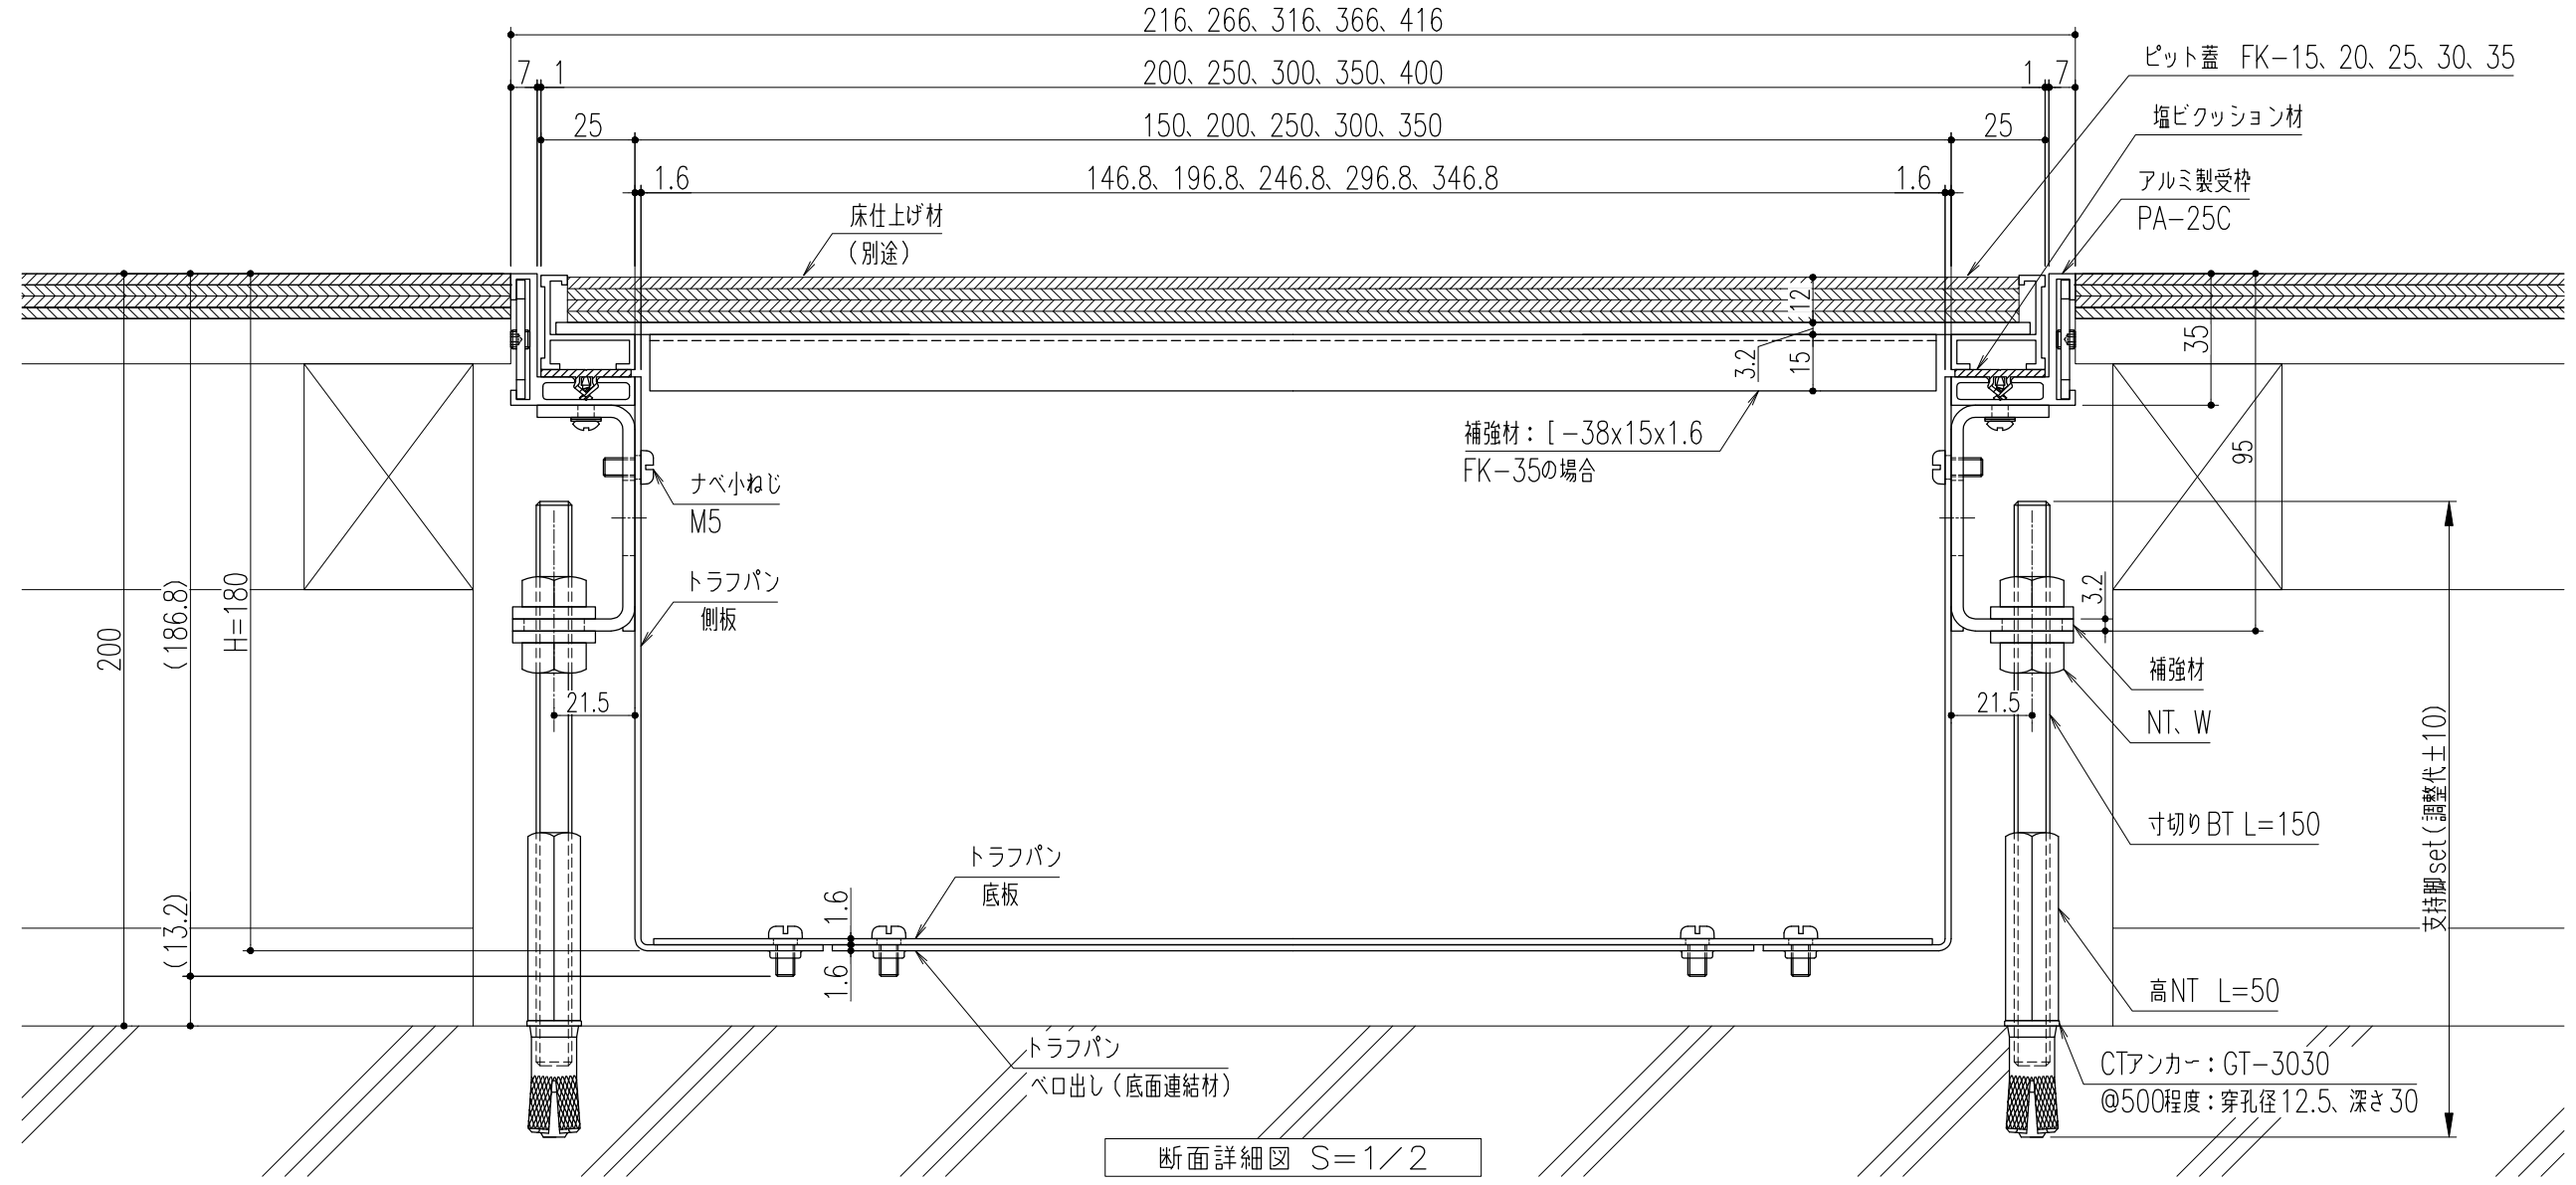 216、266、316、366、416
7 1 200、250、300、350、400 1 7
25 150、200、250、300、350 25
1.6 146.8、196.8、246.8、296.8、346.8 1.6
ピット蓋 FK-15、20、25、30、35
塩ビクッション材
アルミ製受枠
PA-25C
床仕上げ材
(別途)
12
3.2
15
35
95
補強材：[-38x15x1.6
FK-35の場合
ナベ小ねじ
M5
トラフパン
側板
200
(186.8)
H=180
(13.2)
21.5
21.5
3.2
補強材
NT、W
寸切りBT L=150
支持脚set(調整代±10)
高NT L=50
トラフパン
底板
1.6
1.6
トラフパン
ベロ出し(底面連結材)
CTアンカー：GT-3030
@500程度：穿孔径12.5、深さ30
断面詳細図 S=1/2